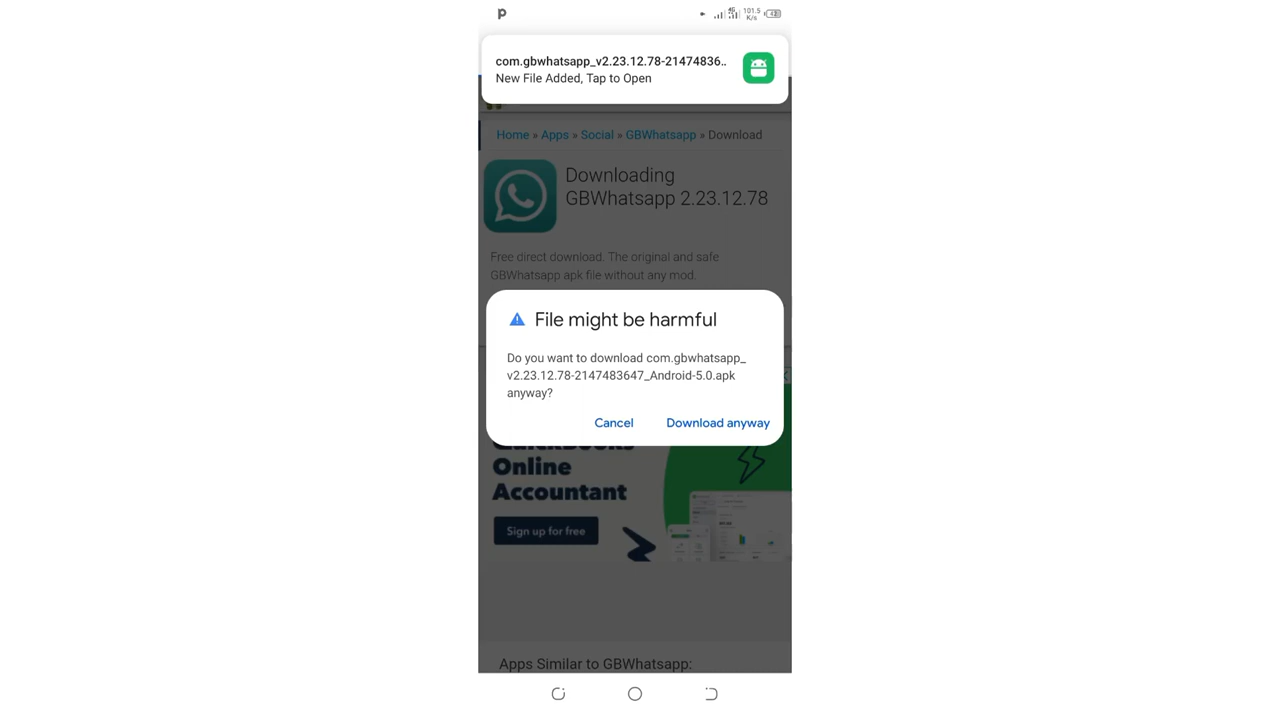 101.5
K/s
42
com.gbwhatsapp_v2.23.12.78-21474836..
New File Added, Tap to Open
Home » Apps » Social » GBWhatsapp » Download
Downloading
GBWhatsapp 2.23.12.78
Free direct download. The original and safe
GBWhatsapp apk file without any mod.
File might be harmful
Do you want to download com.gbwhatsapp_
v2.23.12.78-2147483647_Android-5.0.apk
anyway?
Cancel Download anyway
Online
Accountant
Sign up for free
Apps Similar to GBWhatsapp: